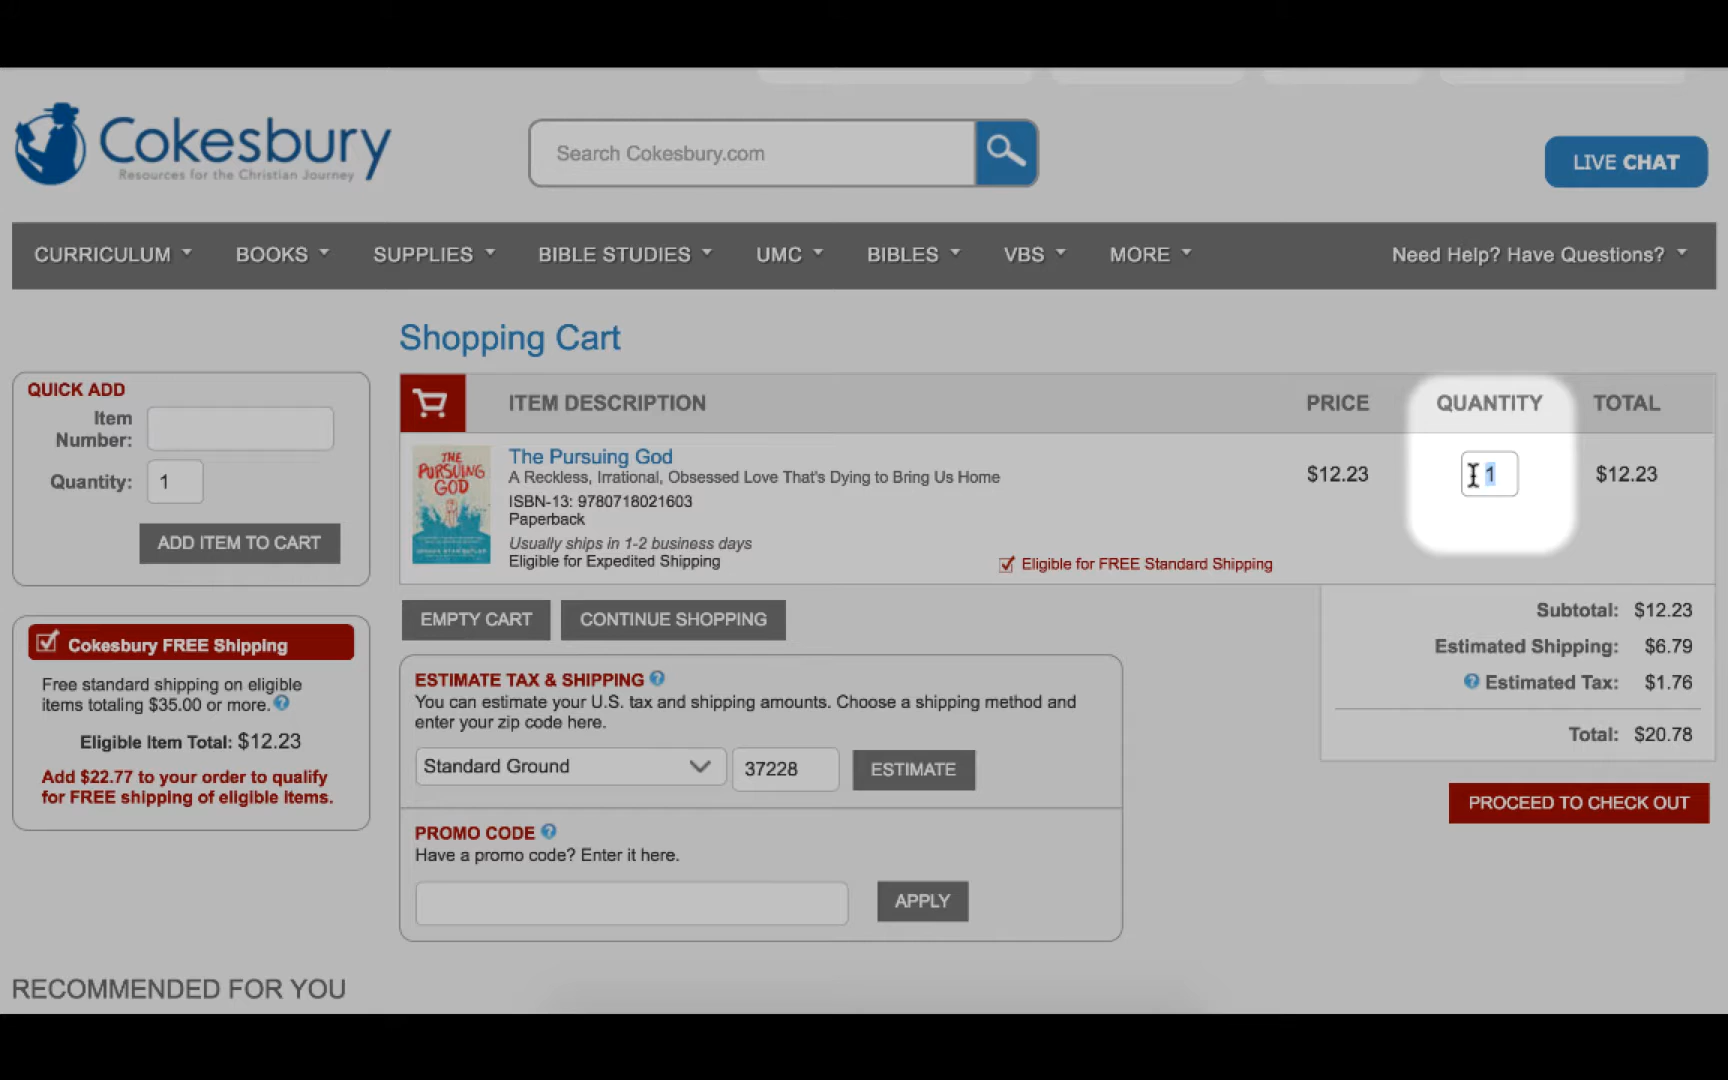 Cokesbury
Resources for the Christian Journey
Search Cokesbury.com
LIVE CHAT
CURRICULUM BOOKS SUPPLIES BIBLE STUDIES UMC BIBLES VBS MORE Need Help? Have Questions?
Shopping Cart
QUICK ADD
Item
Number:
Quantity: 1
ADD ITEM TO CART
Cokesbury FREE Shipping
Free standard shipping on eligible
items totaling $35.00 or more.
Eligible Item Total: $12.23
Add $22.77 to your order to qualify
for FREE shipping of eligible items.
ITEM DESCRIPTION PRICE QUANTITY TOTAL
THE
PURSUING
GOD
The Pursuing God
A Reckless, Irrational, Obsessed Love That's Dying to Bring Us Home
ISBN-13: 9780718021603
Paperback
Usually ships in 1-2 business days
Eligible for Expedited Shipping
Eligible for FREE Standard Shipping
$12.23 1 $12.23
EMPTY CART CONTINUE SHOPPING
Subtotal: $12.23
Estimated Shipping: $6.79
Estimated Tax: $1.76
Total: $20.78
PROCEED TO CHECK OUT
ESTIMATE TAX & SHIPPING ?
You can estimate your U.S. tax and shipping amounts. Choose a shipping method and
enter your zip code here.
Standard Ground 37228 ESTIMATE
PROMO CODE ?
Have a promo code? Enter it here.
APPLY
RECOMMENDED FOR YOU